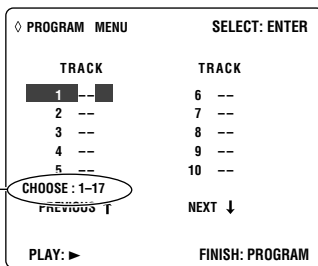 ◊ PROGRAM MENU SELECT: ENTER
TRACK TRACK
1 –– 6 ––
2 –– 7 ––
3 –– 8 ––
4 –– 9 ––
5 –– 10 ––
CHOOSE : 1–17
PREVIOUS ↑ NEXT ↓
PLAY: ► FINISH: PROGRAM